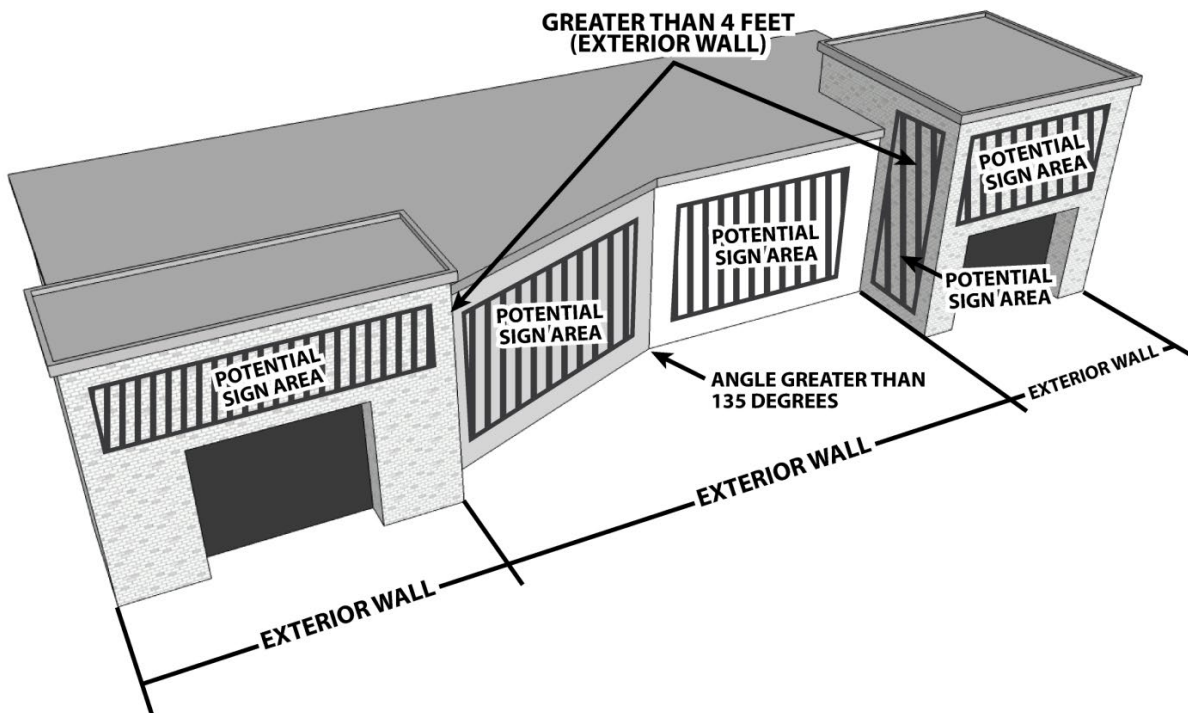 GREATER THAN 4 FEET
(EXTERIOR WALL)
POTENTIAL
SIGN AREA
POTENTIAL
SIGN AREA
POTENTIAL
SIGN AREA
POTENTIAL
SIGN AREA
POTENTIAL
SIGN AREA
ANGLE GREATER THAN
135 DEGREES
EXTERIOR WALL
EXTERIOR WALL
EXTERIOR WALL